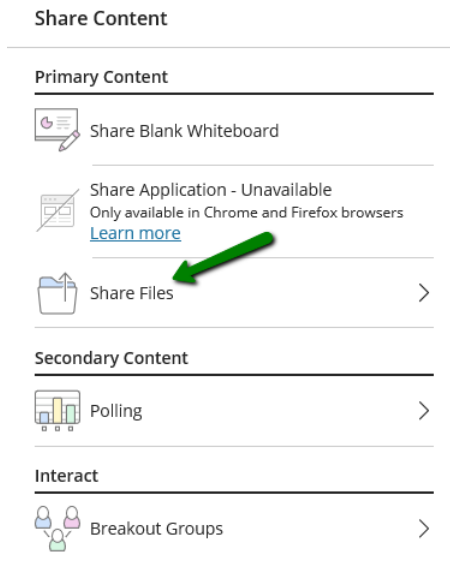 Share Content
Primary Content
Share Blank Whiteboard
Share Application - Unavailable
Only available in Chrome and Firefox browsers
Learn more
Share Files
Secondary Content
Polling
Interact
Breakout Groups